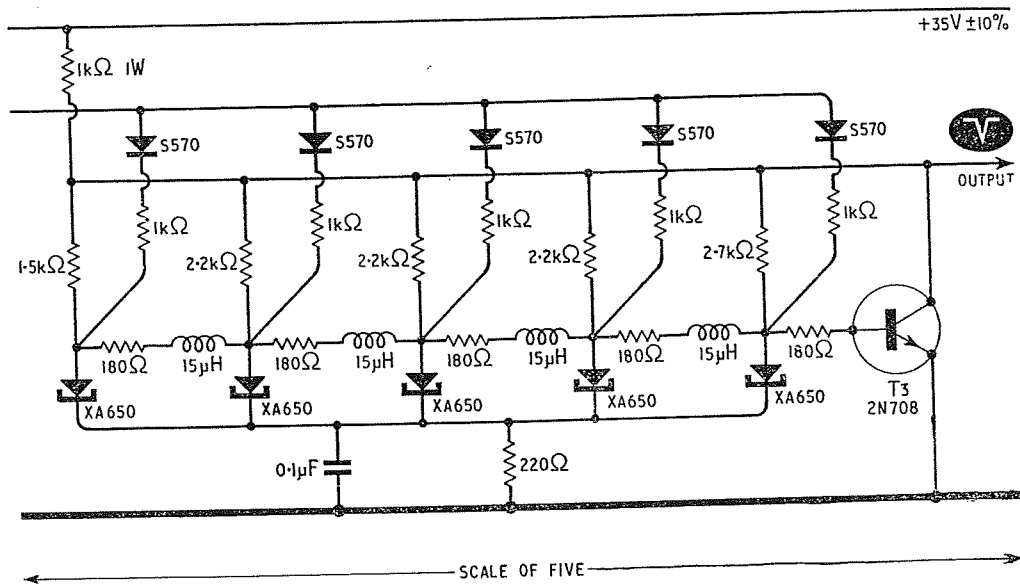 +35V ±10%
1kΩ 1W
S570
S570
S570
S570
S570
V
OUTPUT
1kΩ
1kΩ
1kΩ
1kΩ
1kΩ
1·5kΩ
2·2kΩ
2·2kΩ
2·2kΩ
2·7kΩ
180Ω
15μH
180Ω
15μH
180Ω
15μH
180Ω
15μH
180Ω
XA650
XA650
XA650
XA650
XA650
T3
2N708
0·1μF
220Ω
SCALE OF FIVE